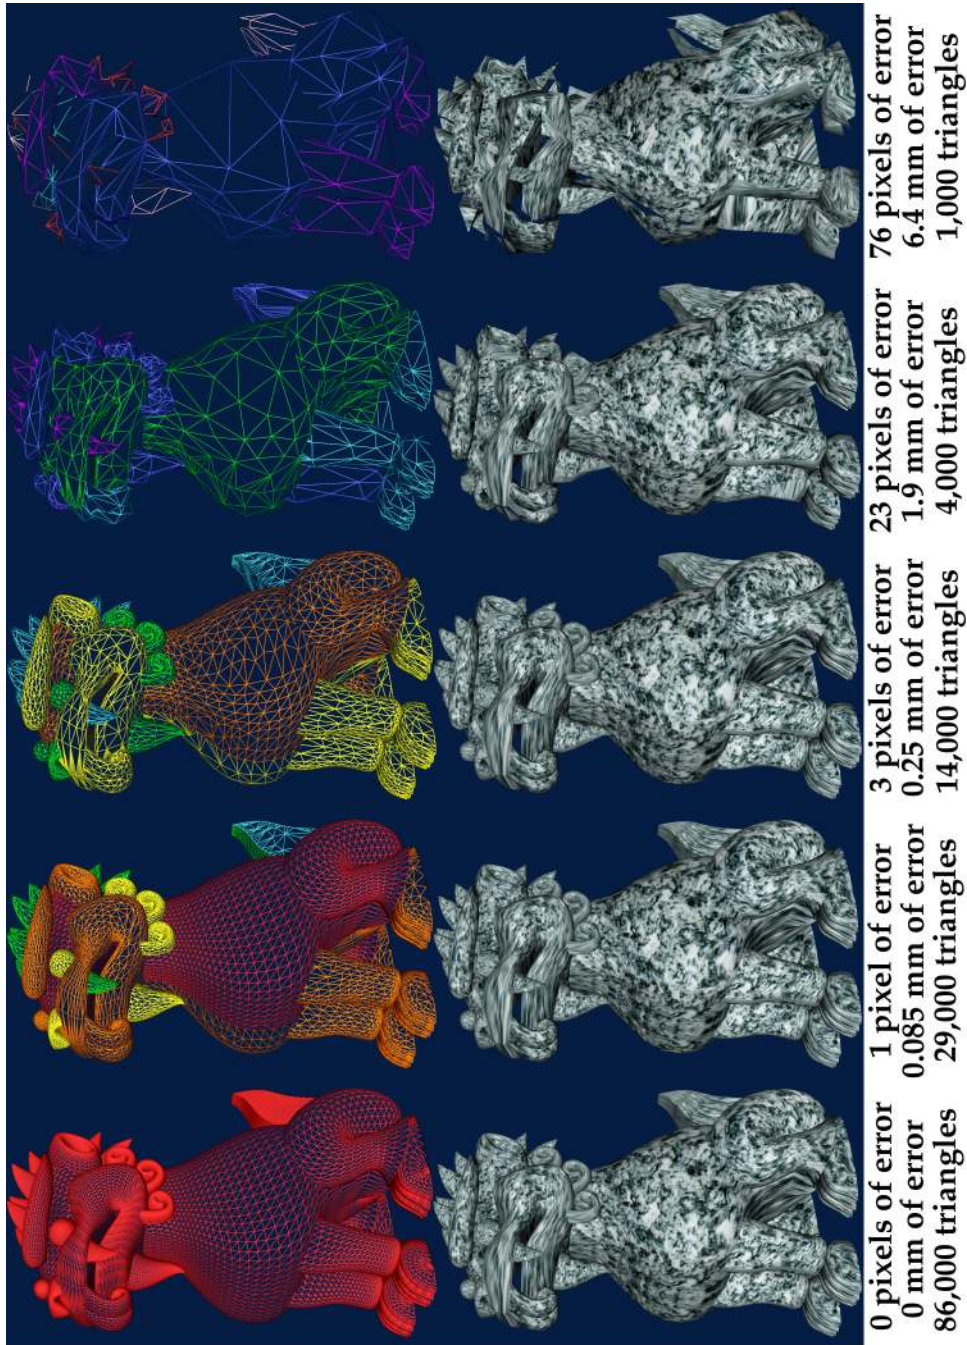 0 pixels of error
0 mm of error
86,000 triangles
1 pixel of error
0.085 mm of error
29,000 triangles
3 pixels of error
0.25 mm of error
14,000 triangles
23 pixels of error
1.9 mm of error
4,000 triangles
76 pixels of error
6.4 mm of error
1,000 triangles